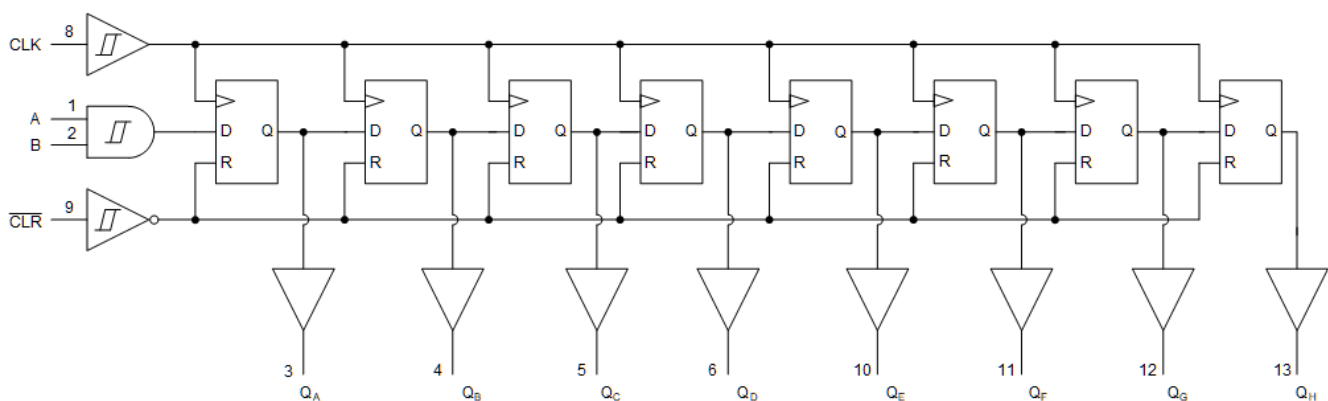 CLK 8
A 1
B 2
D Q D Q D Q D Q D Q D Q D Q D Q
R R R R R R R R
CLR 9
3 4 5 6 10 11 12 13
QA QB QC QD QE QF QG QH